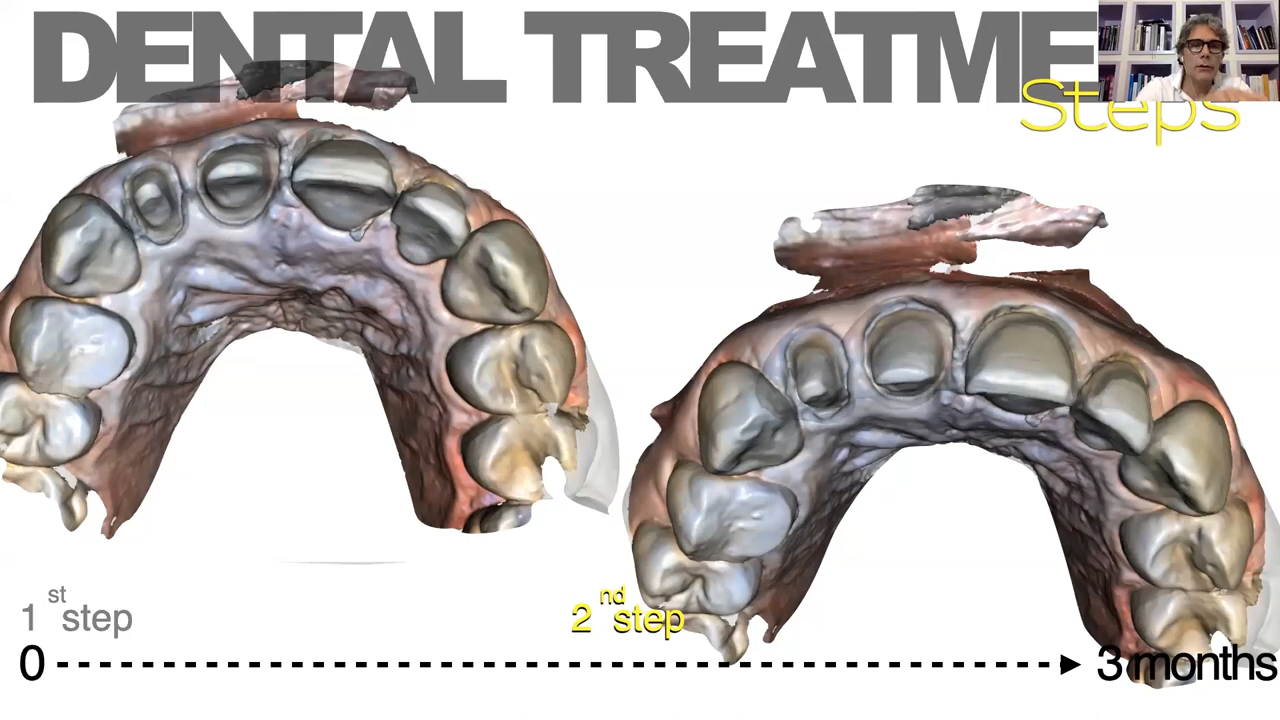 DENTAL TREATME
Steps
1st step
2nd step
0
3 months